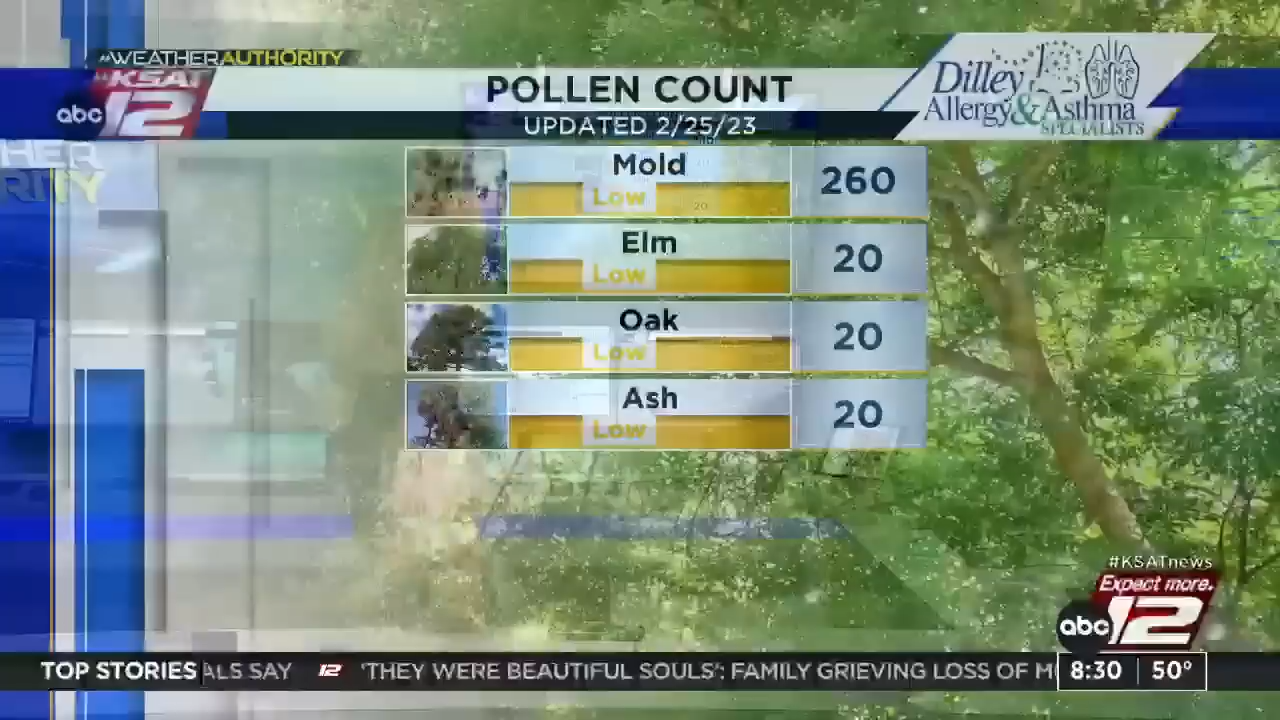 WEATHERAUTHORITY
KSAT
abc 12
POLLEN COUNT
UPDATED 2/25/23
Dilley
Allergy&Asthma
SPECIALISTS
Mold
Low
260
Elm
Low
20
Oak
Low
20
Ash
Low
20
#KSATnews
Expect more.
abc 12
TOP STORIES
ALS SAY 12 'THEY WERE BEAUTIFUL SOULS': FAMILY GRIEVING LOSS OF M
8:30 50°